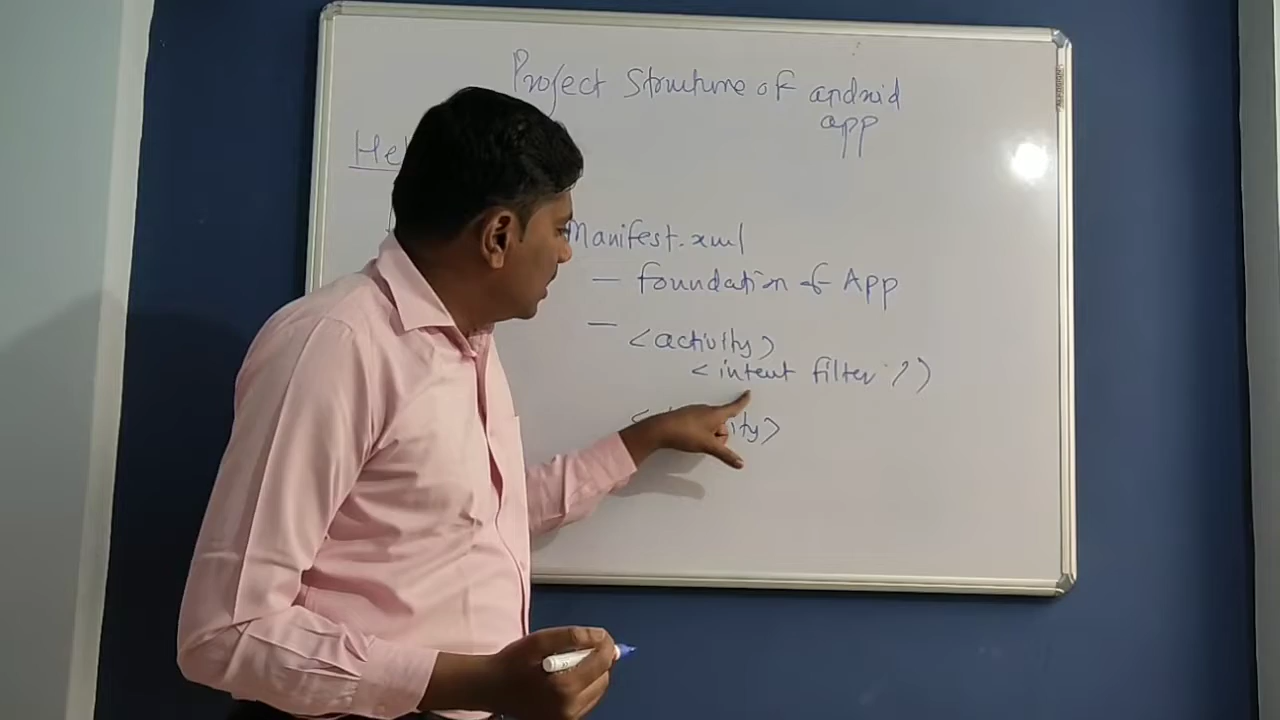 Project Structure of android
app
Manifest.xml
— foundation of App
— <activity>
<intent filter />